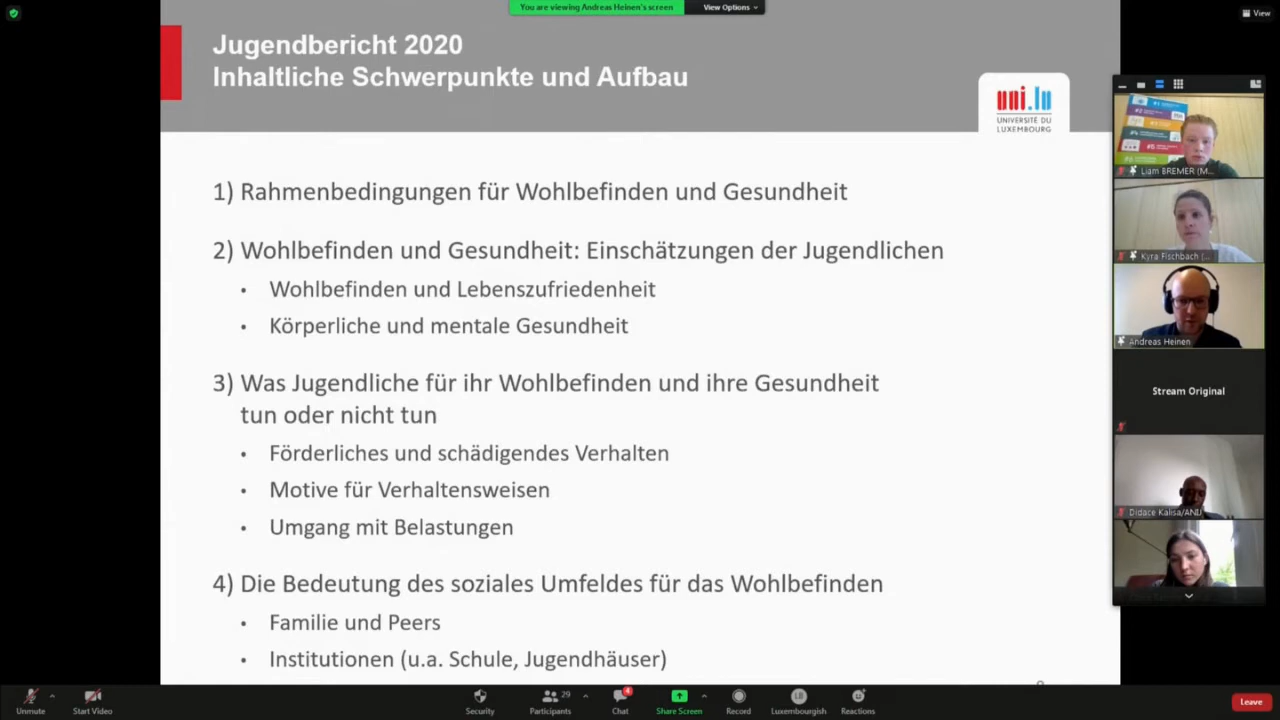 You are viewing Andreas Heinen's screen
View Options
View
Jugendbericht 2020
Inhaltliche Schwerpunkte und Aufbau
uni.lu
UNIVERSITÉ DU
LUXEMBOURG
1) Rahmenbedingungen für Wohlbefinden und Gesundheit
2) Wohlbefinden und Gesundheit: Einschätzungen der Jugendlichen
• Wohlbefinden und Lebenszufriedenheit
• Körperliche und mentale Gesundheit
3) Was Jugendliche für ihr Wohlbefinden und ihre Gesundheit
tun oder nicht tun
• Förderliches und schädigendes Verhalten
• Motive für Verhaltensweisen
• Umgang mit Belastungen
4) Die Bedeutung des soziales Umfeldes für das Wohlbefinden
• Familie und Peers
• Institutionen (u.a. Schule, Jugendhäuser)
Liam BREMER (M...
Kyra Fischbach (...
Andreas Heinen
Stream Original
Didace Kalisa/ANIJ
Unmute
Start Video
Security
Participants
29
Chat
4
Share Screen
Record
LB
Luxembourgish
Reactions
Leave